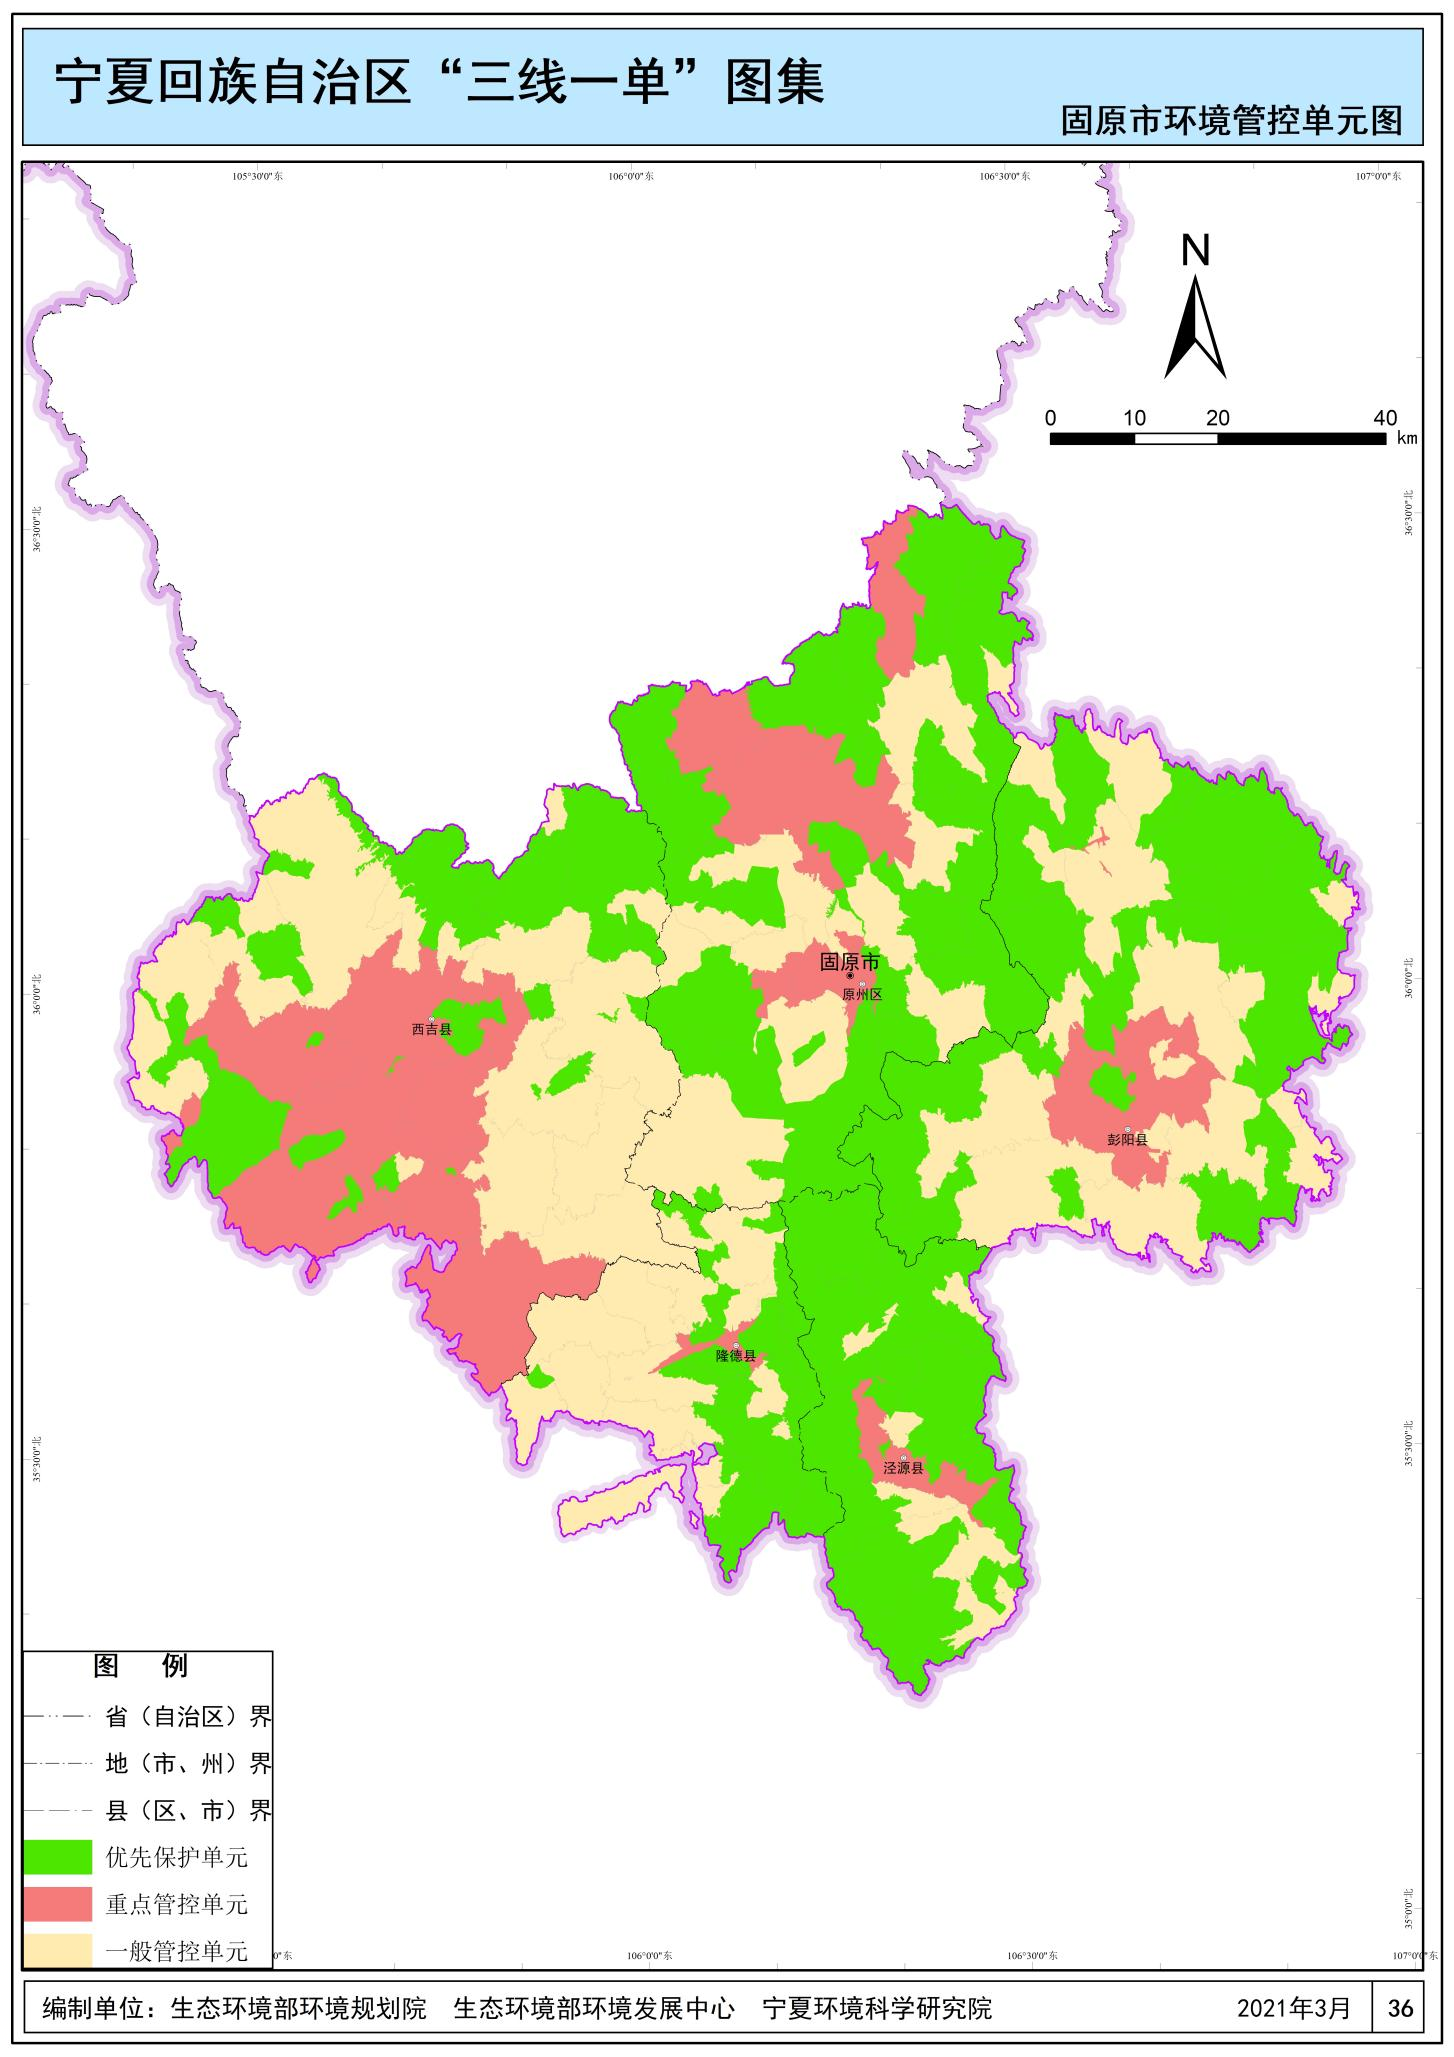 宁夏回族自治区“三线一单”图集
固原市环境管控单元图
105°30'0"东
106°0'0"东
106°30'0"东
107°0'0"东
N
0 10 20 40
km
36°30'0"北
36°30'0"北
固原市
原州区
36°0'0"北
36°0'0"北
西吉县
彭阳县
隆德县
泾源县
35°30'0"北
35°30'0"北
图 例
省（自治区）界
地（市、州）界
县（区、市）界
优先保护单元
重点管控单元
一般管控单元
35°0'0"北
0"东
106°0'0"东
106°30'0"东
107°0'0"东
编制单位：生态环境部环境规划院 生态环境部环境发展中心 宁夏环境科学研究院
2021年3月
36